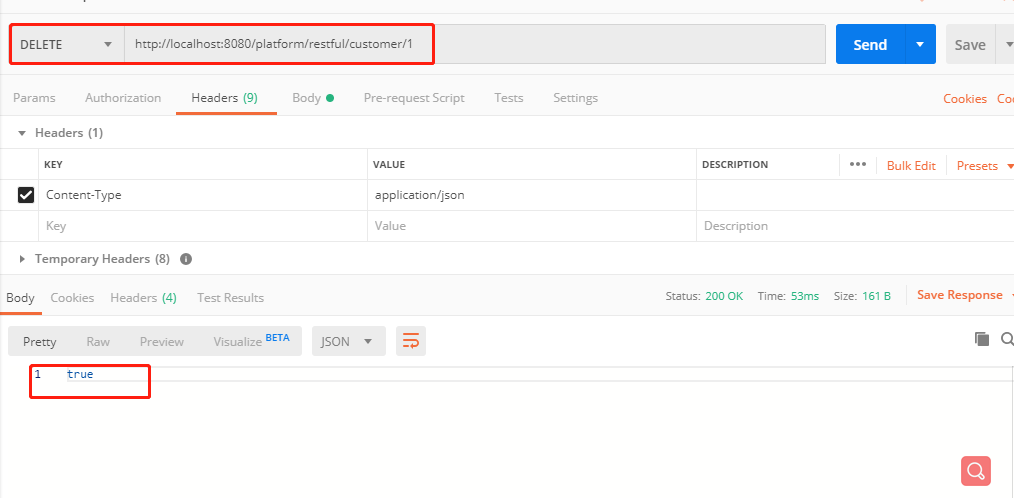 DELETE http://localhost:8080/platform/restful/customer/1 Send Save
Params Authorization Headers (9) Body Pre-request Script Tests Settings Cookies Co
Headers (1)
KEY VALUE DESCRIPTION ••• Bulk Edit Presets
Content-Type application/json
Key Value Description
Temporary Headers (8)
Body Cookies Headers (4) Test Results Status: 200 OK Time: 53ms Size: 161 B Save Response
Pretty Raw Preview Visualize BETA JSON
1 true